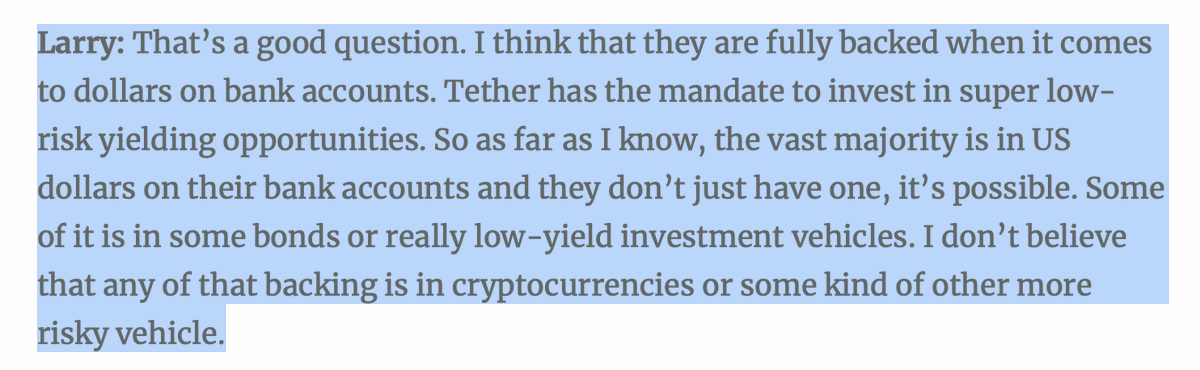 Larry: That’s a good question. I think that they are fully backed when it comes
to dollars on bank accounts. Tether has the mandate to invest in super low-
risk yielding opportunities. So as far as I know, the vast majority is in US
dollars on their bank accounts and they don’t just have one, it’s possible. Some
of it is in some bonds or really low-yield investment vehicles. I don’t believe
that any of that backing is in cryptocurrencies or some kind of other more
risky vehicle.